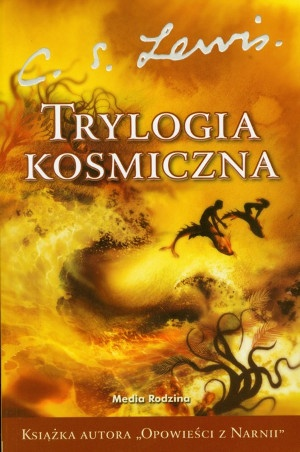 C. S. Lewis.
TRYLOGIA
KOSMICZNA
Media Rodzina
KSIĄŻKA AUTORA „OPOWIEŚCI Z NARNII"